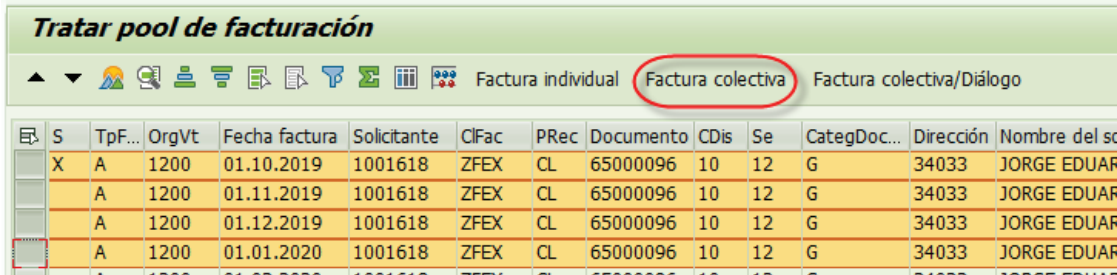 Tratar pool de facturación
Factura individual Factura colectiva Factura colectiva/Diálogo
S TpF... OrgVt Fecha factura Solicitante ClFac PRec Documento CDis Se CategDoc... Dirección Nombre del so
X A 1200 01.10.2019 1001618 ZFEX CL 65000096 10 12 G 34033 JORGE EDUAR
A 1200 01.11.2019 1001618 ZFEX CL 65000096 10 12 G 34033 JORGE EDUAR
A 1200 01.12.2019 1001618 ZFEX CL 65000096 10 12 G 34033 JORGE EDUAR
A 1200 01.01.2020 1001618 ZFEX CL 65000096 10 12 G 34033 JORGE EDUAR